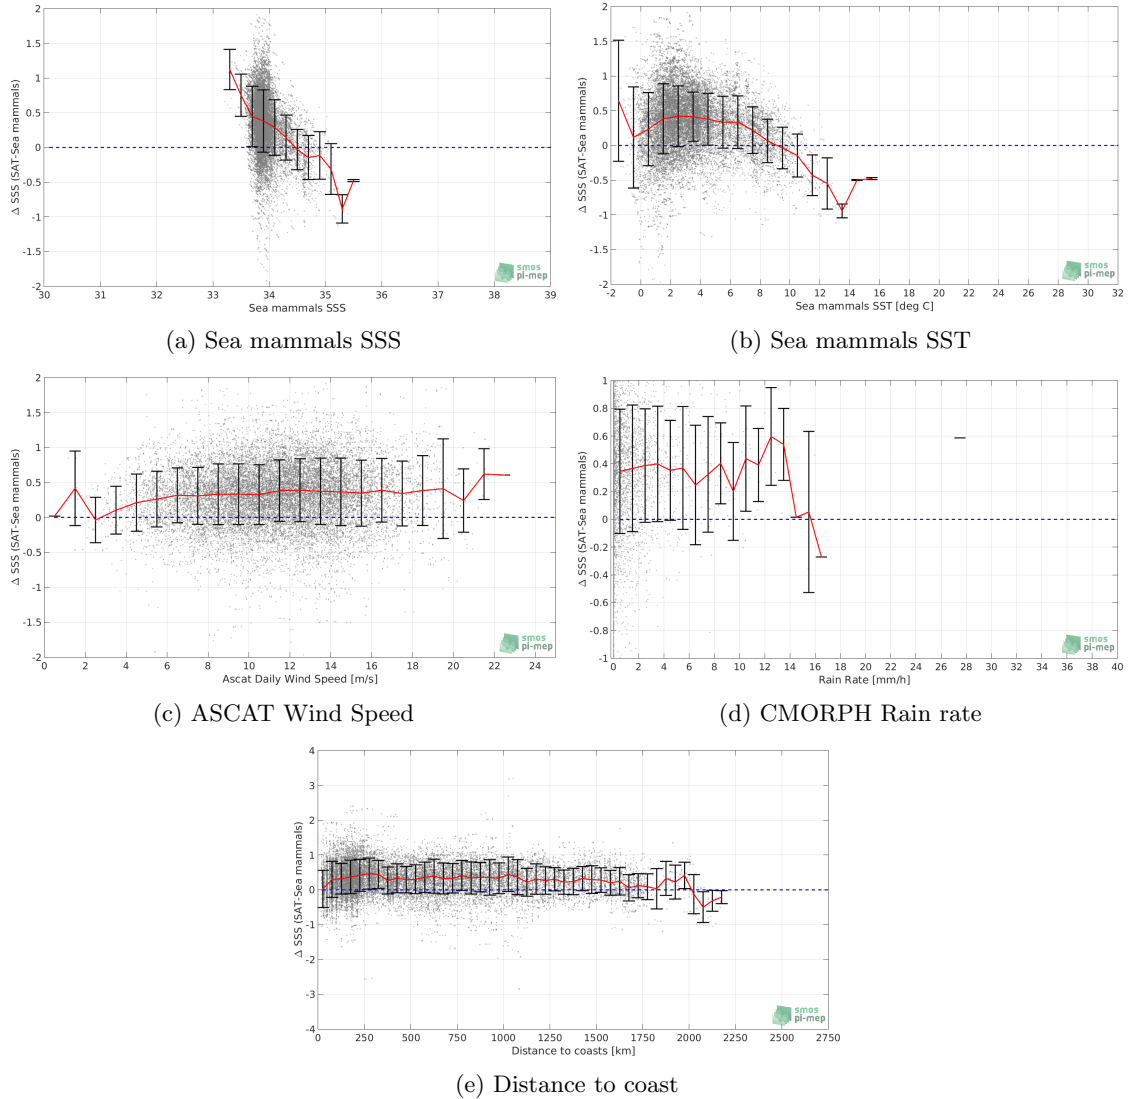 2
1.5
1
0.5
0
-0.5
-1
-1.5
-2
Δ SSS (SAT-Sea mammals)
30 31 32 33 34 35 36 37 38 39
Sea mammals SSS
smos
pi-mep
(a) Sea mammals SSS
2
1.5
1
0.5
0
-0.5
-1
-1.5
-2
Δ SSS (SAT-Sea mammals)
-2 0 2 4 6 8 10 12 14 16 18 20 22 24 26 28 30 32
Sea mammals SST [deg C]
smos
pi-mep
(b) Sea mammals SST
2
1.5
1
0.5
0
-0.5
-1
-1.5
-2
Δ SSS (SAT-Sea mammals)
0 2 4 6 8 10 12 14 16 18 20 22 24
Ascat Daily Wind Speed [m/s]
smos
pi-mep
(c) ASCAT Wind Speed
1
0.8
0.6
0.4
0.2
0
-0.2
-0.4
-0.6
-0.8
-1
Δ SSS (SAT-Sea mammals)
0 2 4 6 8 10 12 14 16 18 20 22 24 26 28 30 32 34 36 38 40
Rain Rate [mm/h]
smos
pi-mep
(d) CMORPH Rain rate
4
3
2
1
0
-1
-2
-3
-4
Δ SSS (SAT-Sea mammals)
0 250 500 750 1000 1250 1500 1750 2000 2250 2500 2750
Distance to coasts [km]
smos
pi-mep
(e) Distance to coast